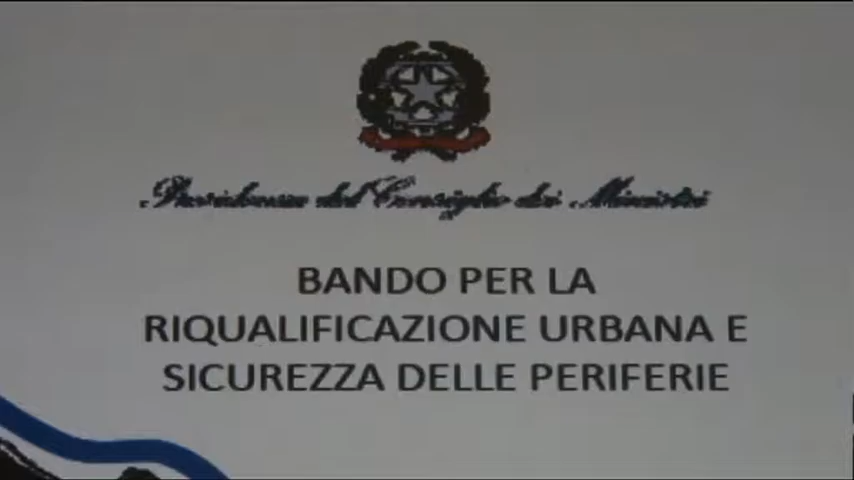 Presidenza del Consiglio dei Ministri
BANDO PER LA
RIQUALIFICAZIONE URBANA E
SICUREZZA DELLE PERIFERIE